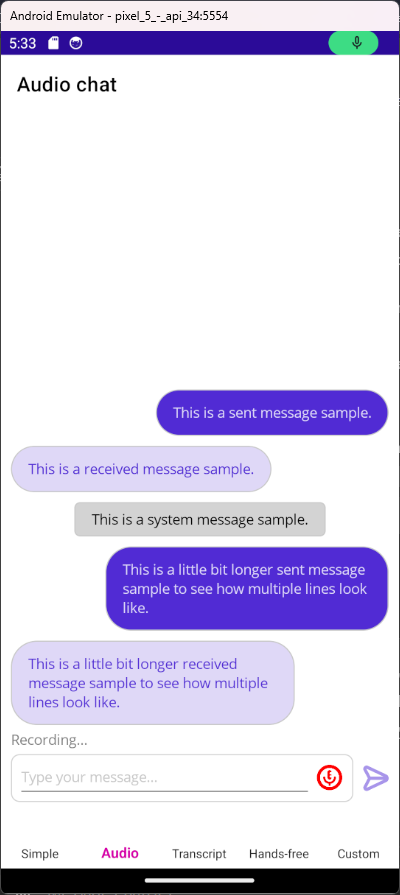 Android Emulator - pixel_5_-_api_34:5554
5:33
Audio chat
This is a sent message sample.
This is a received message sample.
This is a system message sample.
This is a little bit longer sent message
sample to see how multiple lines look
like.
This is a little bit longer received
message sample to see how multiple
lines look like.
Recording...
Type your message...
Simple
Audio
Transcript
Hands-free
Custom